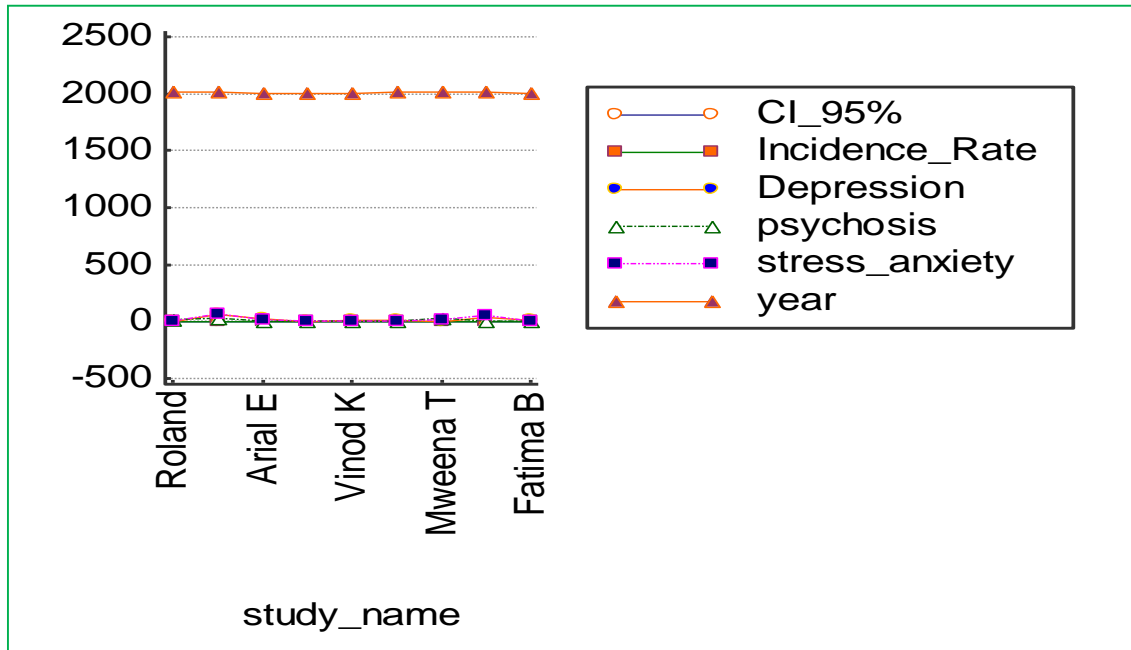 2500
2000
1500
1000
500
0
-500
Roland
Arial E
Vinod K
Mweena T
Fatima B
study_name
CI_95%
Incidence_Rate
Depression
psychosis
stress_anxiety
year